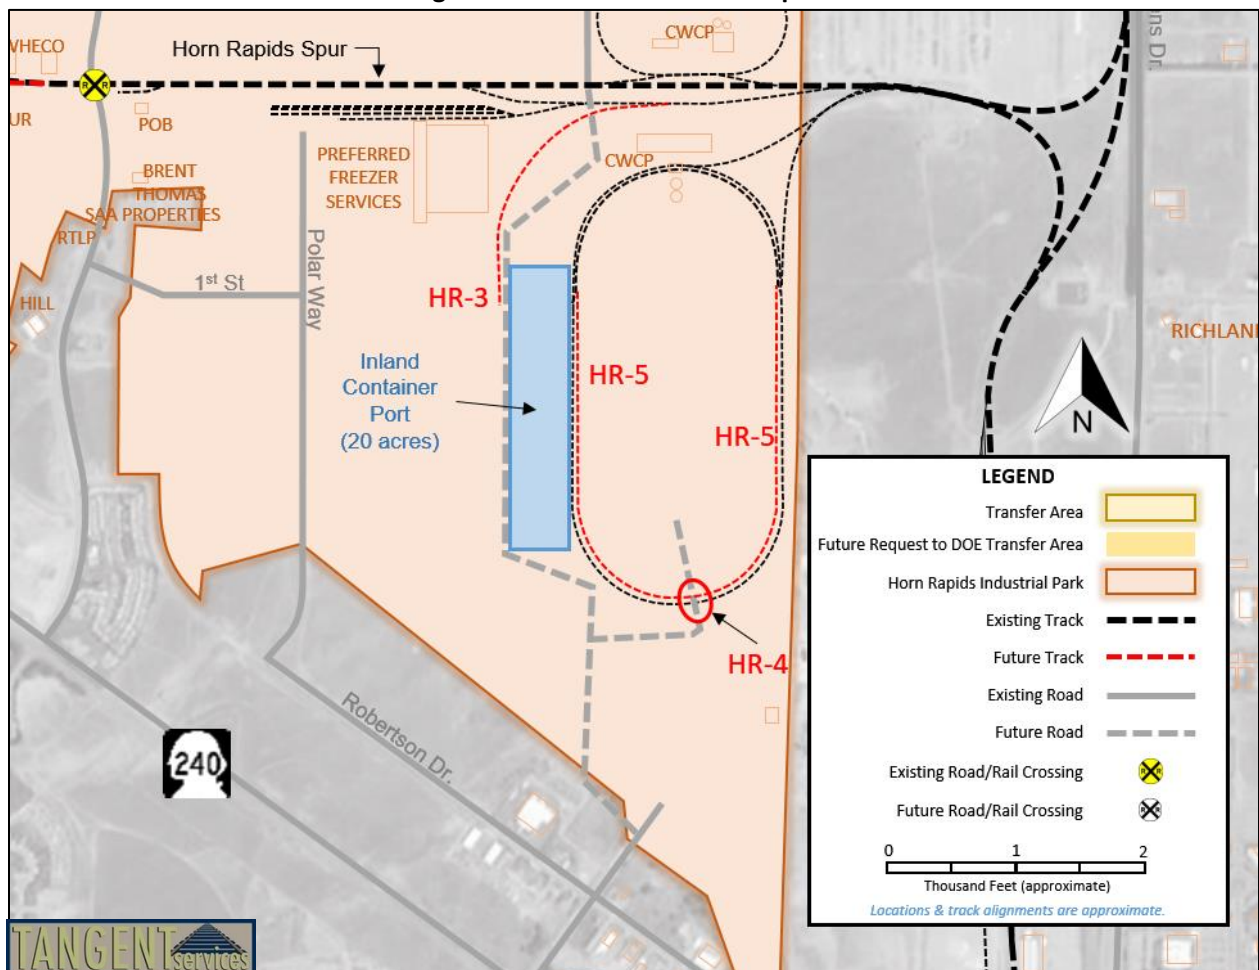 Horn Rapids Spur
CWCP
POB
BRENT
THOMAS
SAA PROPERTIES
RTLP
HILL
1st St
Polar Way
PREFERRED
FREEZER
SERVICES
CWCP
HR-3
HR-5
HR-5
HR-4
Inland
Container
Port
(20 acres)
Robertson Dr.
240
N
LEGEND
Transfer Area
Future Request to DOE Transfer Area
Horn Rapids Industrial Park
Existing Track
Future Track
Existing Road
Future Road
Existing Road/Rail Crossing
Future Road/Rail Crossing
0 1 2
Thousand Feet (approximate)
Locations & track alignments are approximate.
TANGENT services